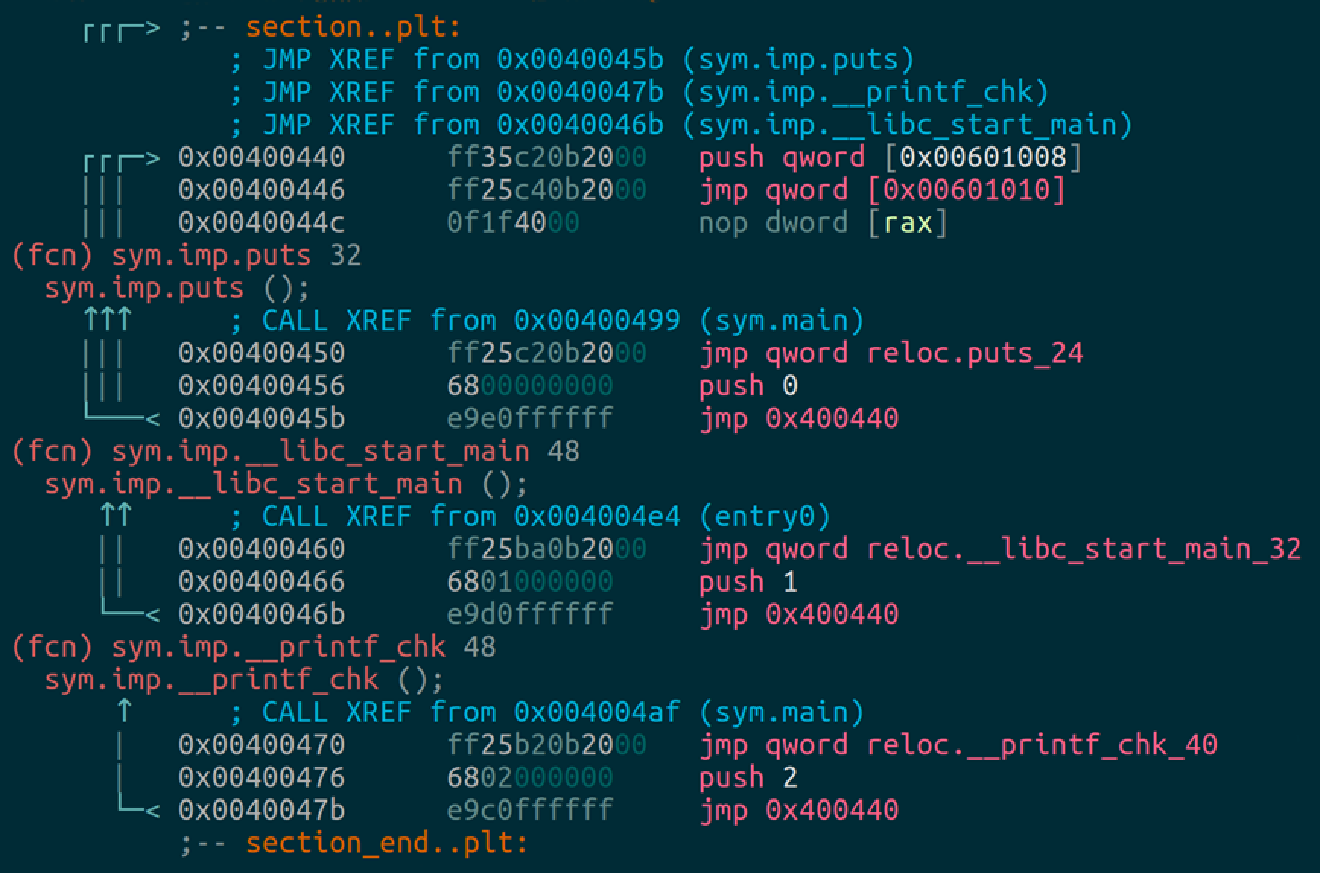 ┌┌┌─> ;-- section..plt:
; JMP XREF from 0x0040045b (sym.imp.puts)
; JMP XREF from 0x0040047b (sym.imp.__printf_chk)
; JMP XREF from 0x0040046b (sym.imp.__libc_start_main)
┌┌┌─> 0x00400440 ff35c20b2000 push qword [0x00601008]
│││ 0x00400446 ff25c40b2000 jmp qword [0x00601010]
│││ 0x0040044c 0f1f4000 nop dword [rax]
(fcn) sym.imp.puts 32
sym.imp.puts ();
↑↑↑ ; CALL XREF from 0x00400499 (sym.main)
│││ 0x00400450 ff25c20b2000 jmp qword reloc.puts_24
│││ 0x00400456 6800000000 push 0
└──< 0x0040045b e9e0ffffff jmp 0x400440
(fcn) sym.imp.__libc_start_main 48
sym.imp.__libc_start_main ();
↑↑ ; CALL XREF from 0x004004e4 (entry0)
││ 0x00400460 ff25ba0b2000 jmp qword reloc.__libc_start_main_32
││ 0x00400466 6801000000 push 1
└─< 0x0040046b e9d0ffffff jmp 0x400440
(fcn) sym.imp.__printf_chk 48
sym.imp.__printf_chk ();
↑ ; CALL XREF from 0x004004af (sym.main)
│ 0x00400470 ff25b20b2000 jmp qword reloc.__printf_chk_40
│ 0x00400476 6802000000 push 2
└─< 0x0040047b e9c0ffffff jmp 0x400440
;-- section_end..plt: